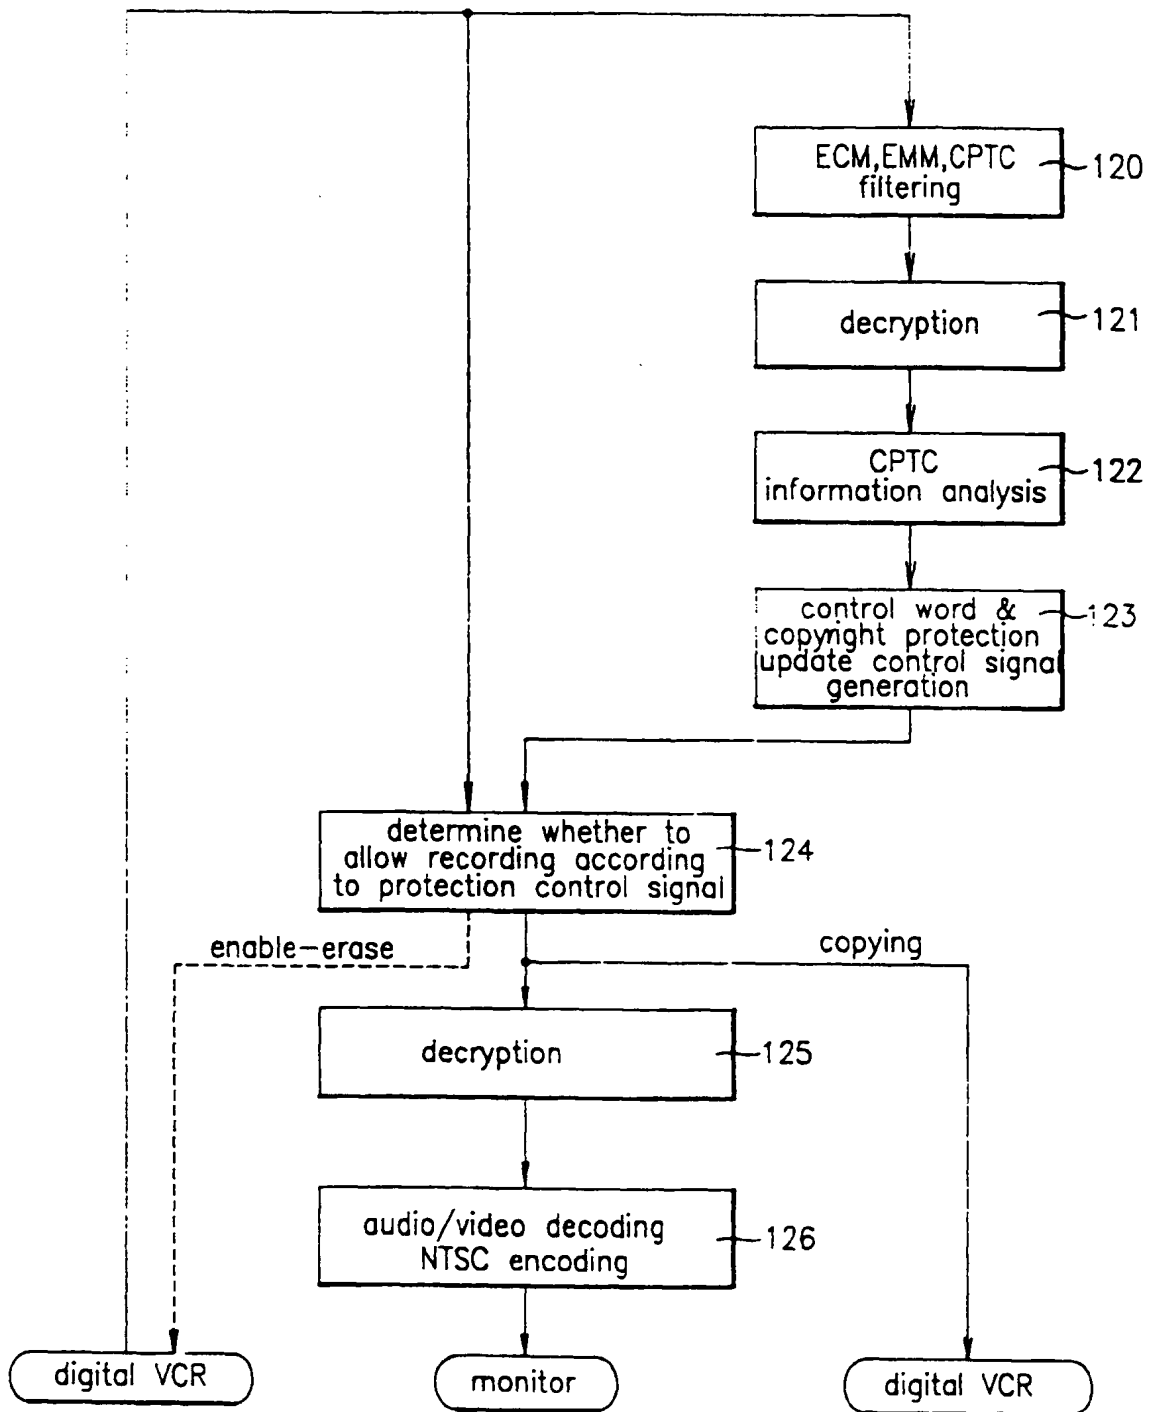 ECM,EMM,CPTC
filtering
120
decryption
121
CPTC
information analysis
122
control word &
copyright protection
update control signal
generation
123
determine whether to
allow recording according
to protection control signal
124
enable-erase
copying
decryption
125
audio/video decoding
NTSC encoding
126
digital VCR
monitor
digital VCR